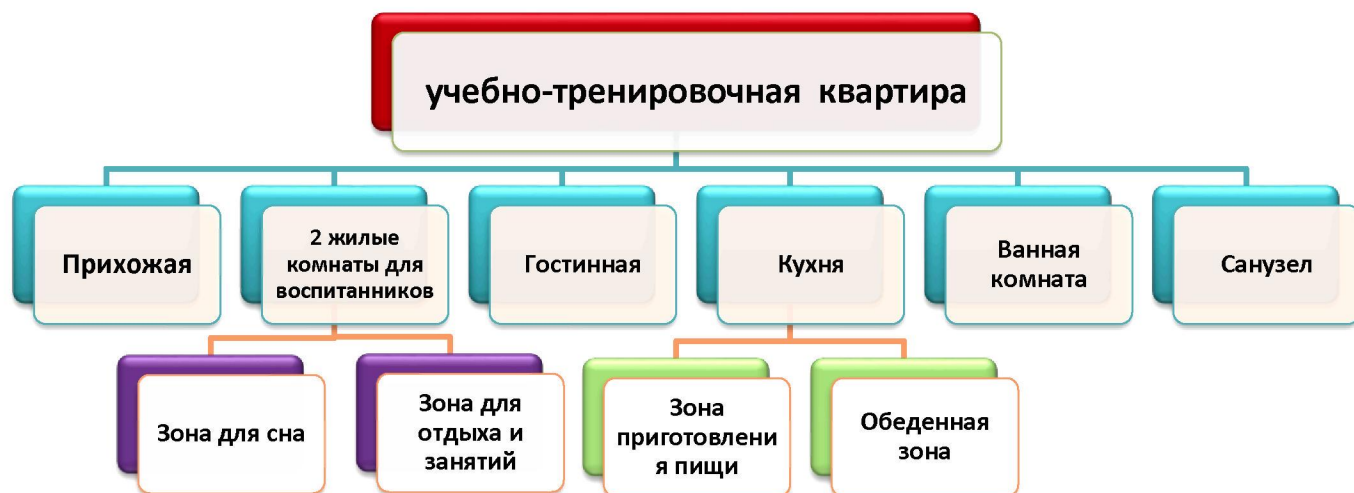 учебно-тренировочная квартира
Прихожая
2 жилые
комнаты для
воспитанников
Гостинная
Кухня
Ванная
комната
Санузел
Зона для сна
Зона для
отдыха и
занятий
Зона
приготовлени
я пищи
Обеденная
зона